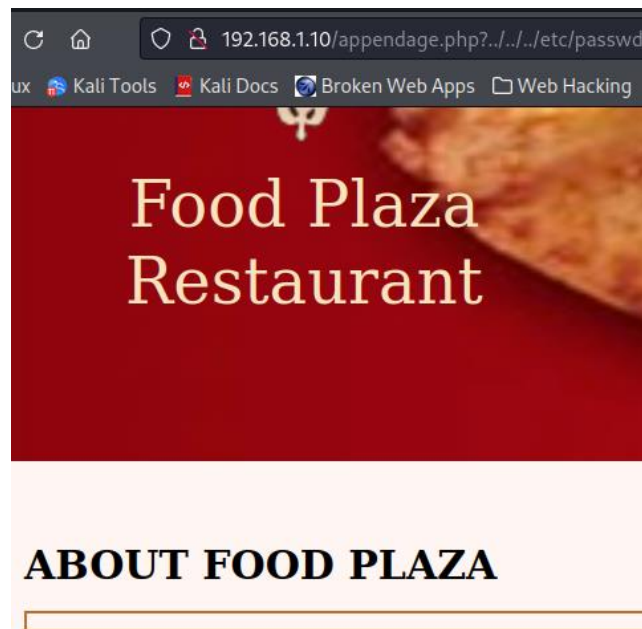 192.168.1.10/appendage.php?../../../etc/passwd
ux Kali Tools Kali Docs Broken Web Apps Web Hacking
Food Plaza
Restaurant
ABOUT FOOD PLAZA